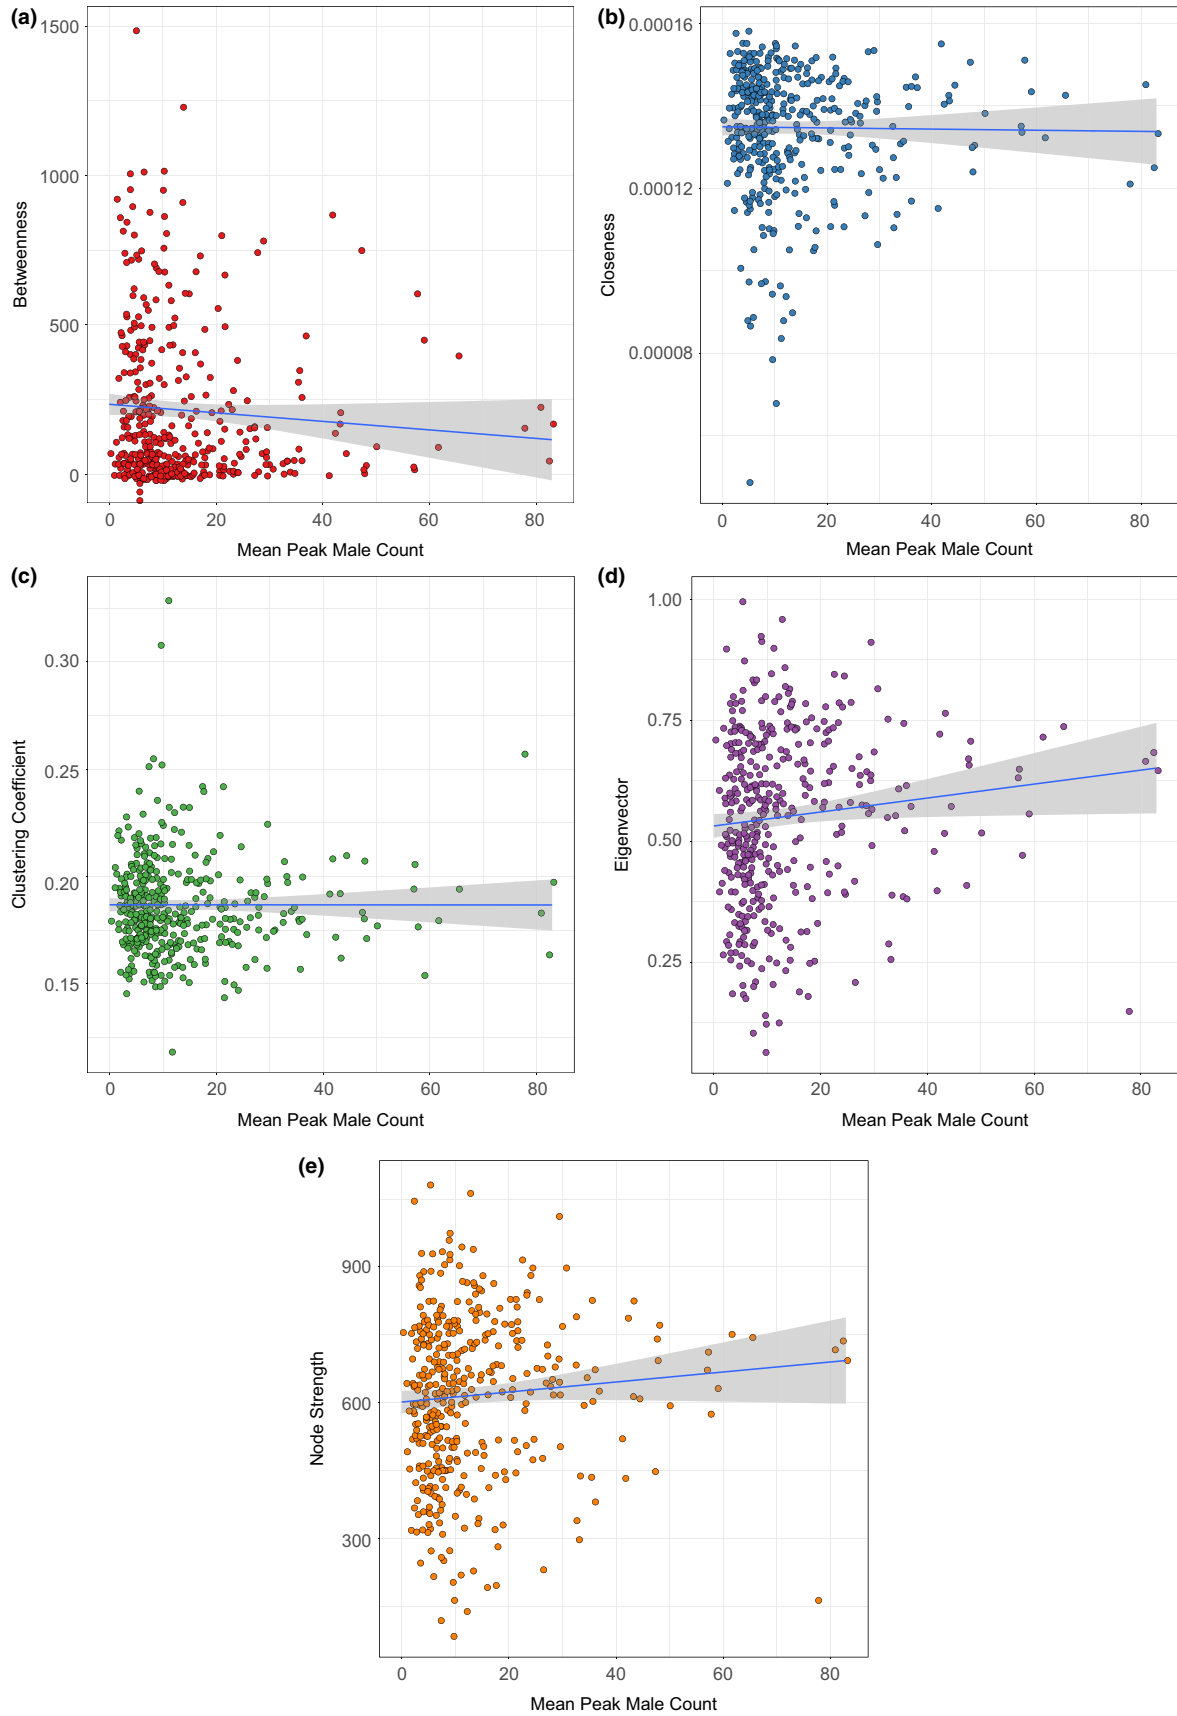 (a)
1500
1000
500
0
Betweenness
0 20 40 60 80
Mean Peak Male Count
(b)
0.00016
0.00012
0.00008
Closeness
0 20 40 60 80
Mean Peak Male Count
(c)
0.30
0.25
0.20
0.15
Clustering Coefficient
0 20 40 60 80
Mean Peak Male Count
(d)
1.00
0.75
0.50
0.25
Eigenvector
0 20 40 60 80
Mean Peak Male Count
(e)
900
600
300
Node Strength
0 20 40 60 80
Mean Peak Male Count